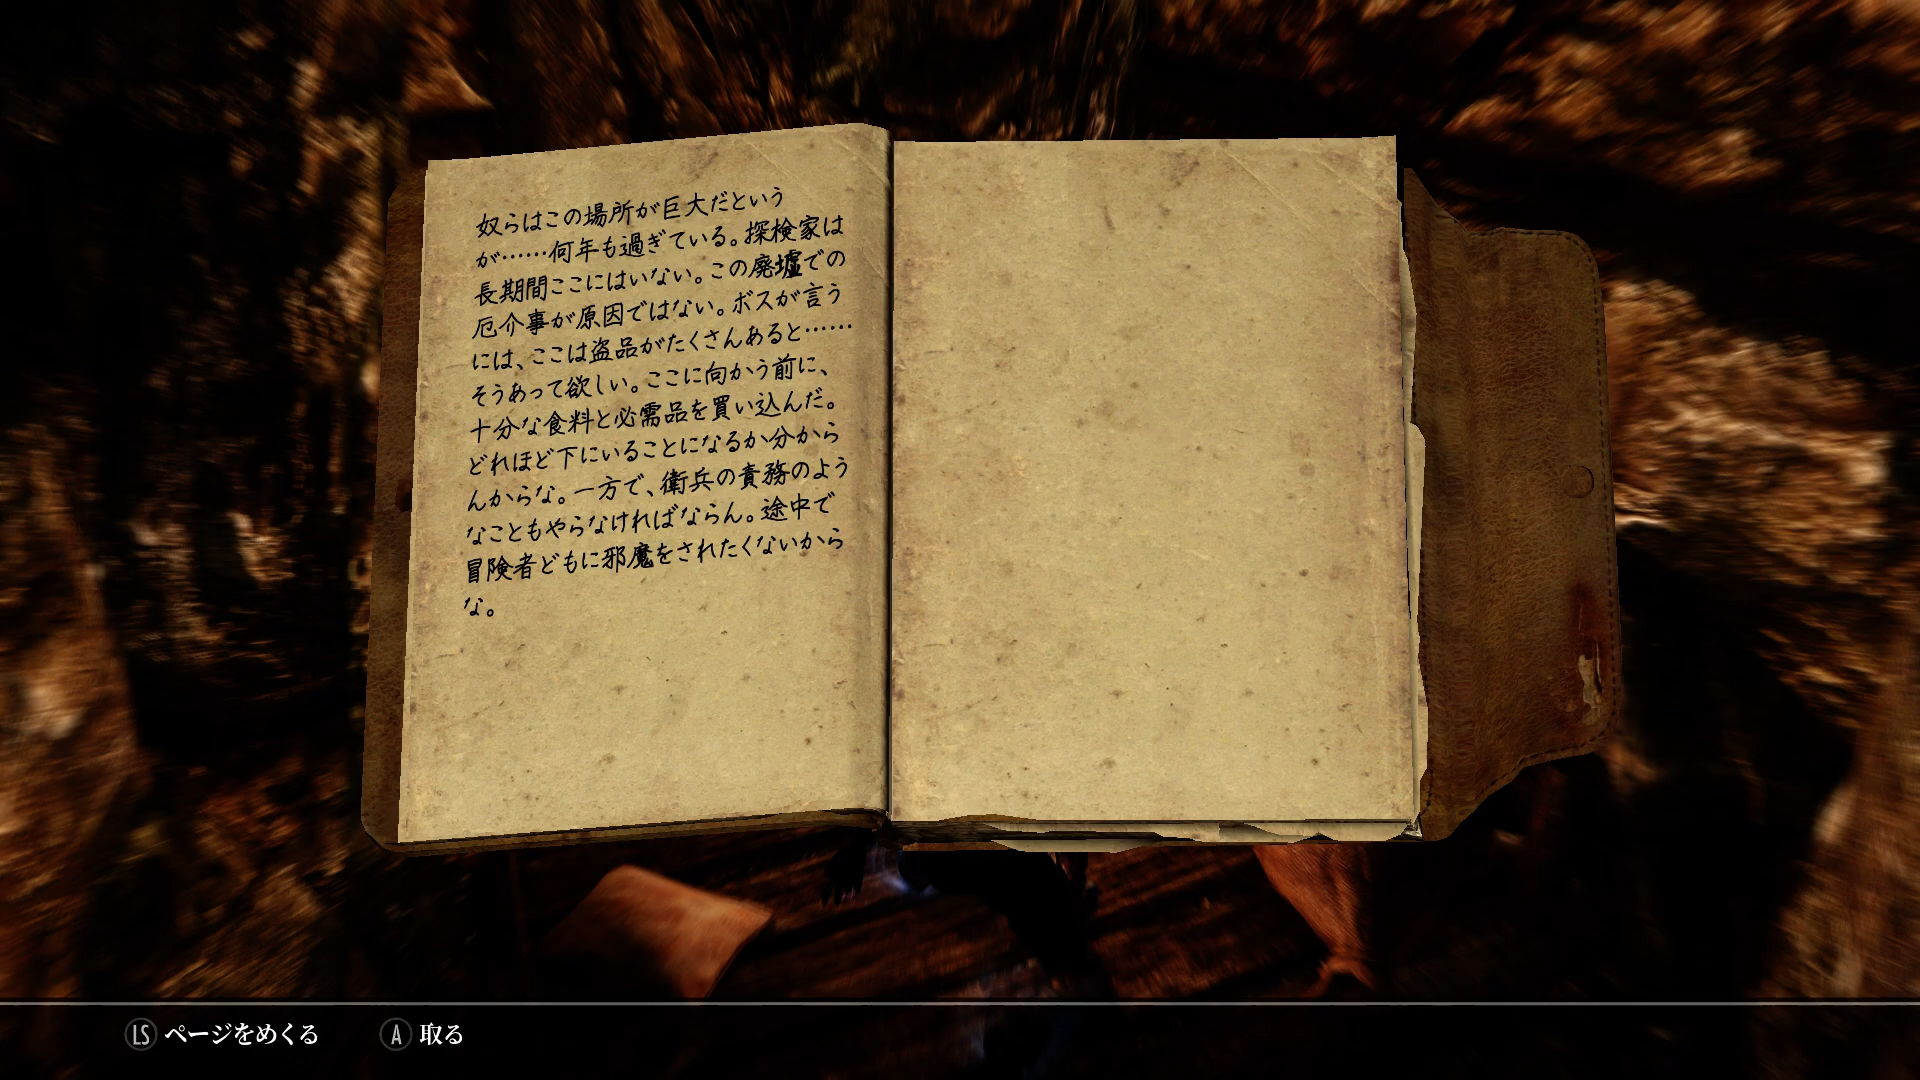 奴らはこの場所が巨大だという
が……何年も過ぎている。探検家は
長期間ここにはいない。この廃墟での
厄介事が原因ではない。ボスが言う
には、ここは盗品がたくさんあると……
そうあって欲しい。ここに向かう前に、
十分な食料と必需品を買い込んだ。
どれほど下にいることになるか分から
んからな。一方で、衛兵の責務のよう
なこともやらなければならん。途中で
冒険者どもに邪魔をされたくないから
な。
LS ページをめくる A 取る